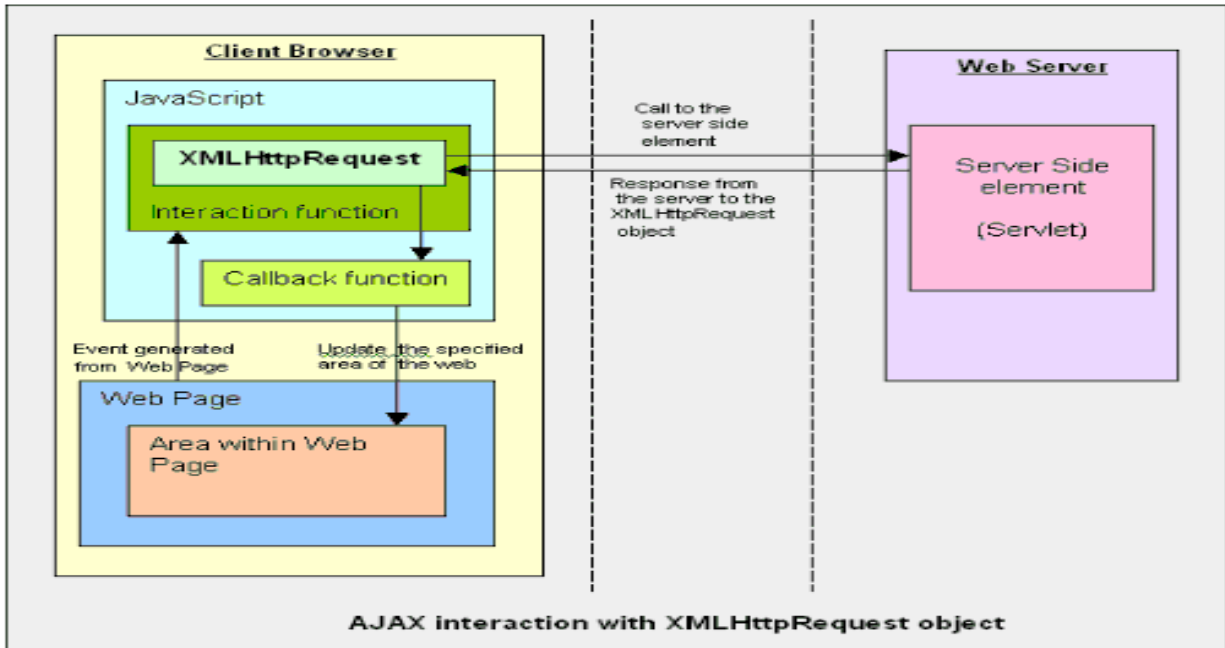 Client Browser
JavaScript
XMLHttpRequest
Interaction function
Callback function
Event generated
from Web Page
Update the specified
area of the web
Web Page
Area within Web
Page
Call to the
server side
element
Response from
the server to the
XMLHttpRequest
object
Web Server
Server Side
element
(Servlet)
AJAX interaction with XMLHttpRequest object